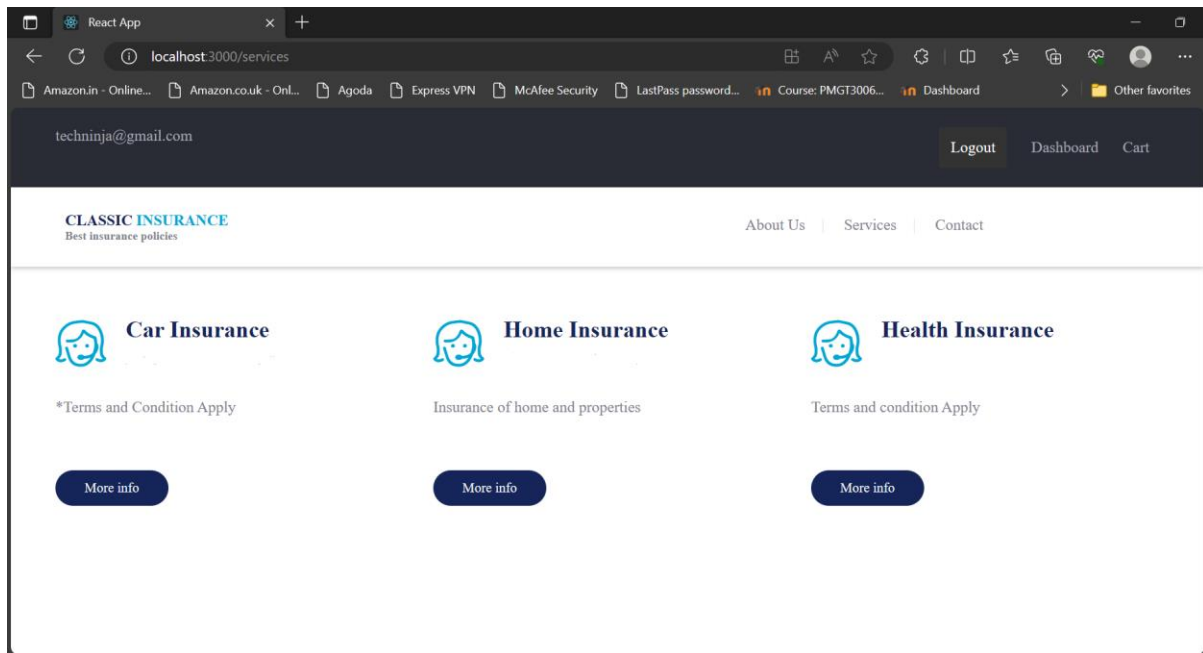 React App
localhost:3000/services
Amazon.in - Online... Amazon.co.uk - Onl... Agoda Express VPN McAfee Security LastPass password... Course: PMGT3006... Dashboard Other favorites
techninja@gmail.com Logout Dashboard Cart
CLASSIC INSURANCE
Best insurance policies
About Us Services Contact
Car Insurance Home Insurance Health Insurance
*Terms and Condition Apply Insurance of home and properties Terms and condition Apply
More info More info More info